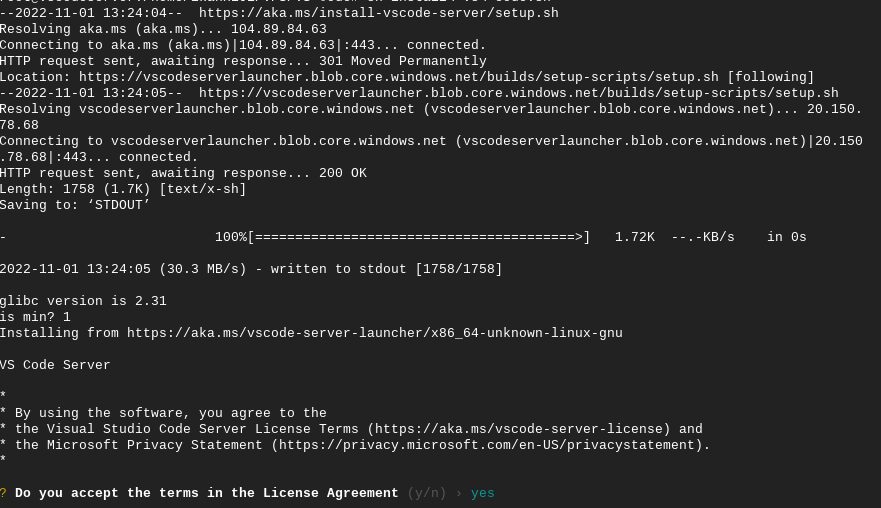 --2022-11-01 13:24:04--  https://aka.ms/install-vscode-server/setup.sh
Resolving aka.ms (aka.ms)... 104.89.84.63
Connecting to aka.ms (aka.ms)|104.89.84.63|:443... connected.
HTTP request sent, awaiting response... 301 Moved Permanently
Location: https://vscodeserverlauncher.blob.core.windows.net/builds/setup-scripts/setup.sh [following]
--2022-11-01 13:24:05--  https://vscodeserverlauncher.blob.core.windows.net/builds/setup-scripts/setup.sh
Resolving vscodeserverlauncher.blob.core.windows.net (vscodeserverlauncher.blob.core.windows.net)... 20.150.
78.68
Connecting to vscodeserverlauncher.blob.core.windows.net (vscodeserverlauncher.blob.core.windows.net)|20.150
.78.68|:443... connected.
HTTP request sent, awaiting response... 200 OK
Length: 1758 (1.7K) [text/x-sh]
Saving to: ‘STDOUT’
-                          100%[========================================>]   1.72K  --.-KB/s    in 0s
2022-11-01 13:24:05 (30.3 MB/s) - written to stdout [1758/1758]
glibc version is 2.31
is min? 1
Installing from https://aka.ms/vscode-server-launcher/x86_64-unknown-linux-gnu
VS Code Server
*
* By using the software, you agree to the
* the Visual Studio Code Server License Terms (https://aka.ms/vscode-server-license) and
* the Microsoft Privacy Statement (https://privacy.microsoft.com/en-US/privacystatement).
*
? Do you accept the terms in the License Agreement (y/n) › yes